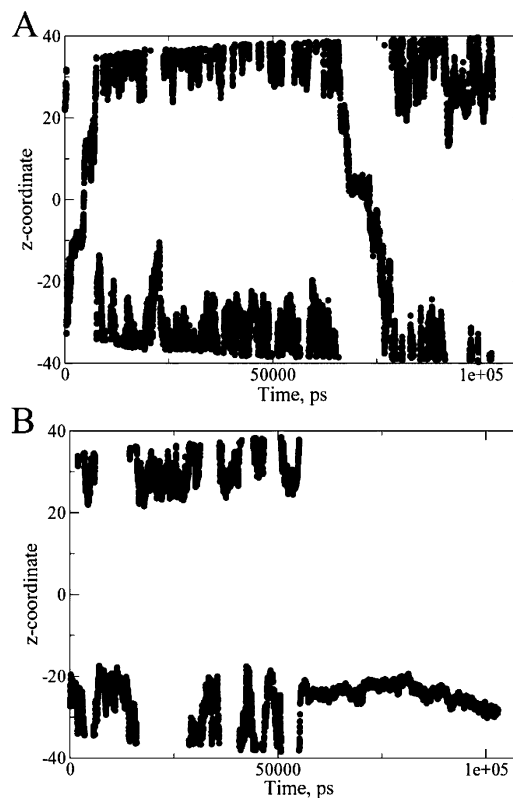 A
40
20
0
-20
-40
z-coordinate
0 50000 1e+05
Time, ps
B
40
20
0
-20
-40
z-coordinate
0 50000 1e+05
Time, ps